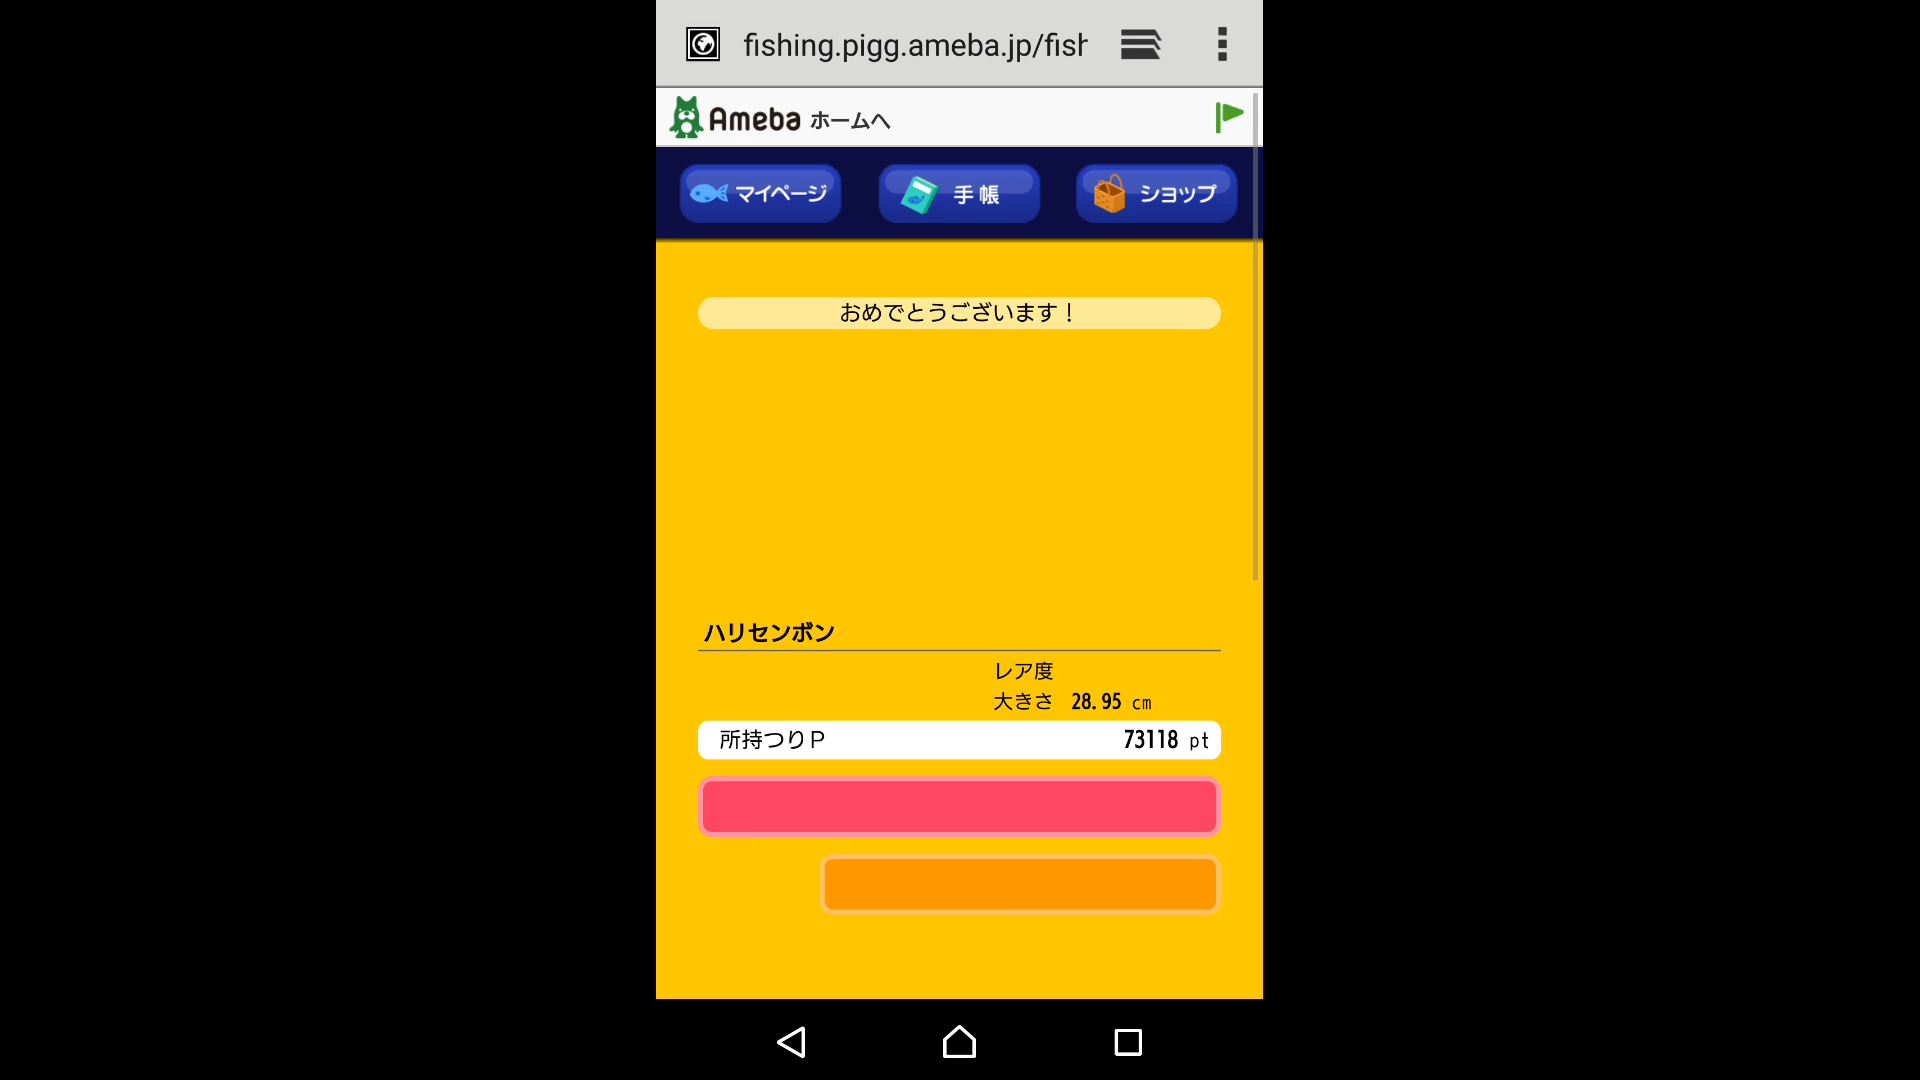 fishing.pigg.ameba.jp/fish
Ameba ホームへ
マイページ 手帳 ショップ
おめでとうございます！
ハリセンボン
レア度
大きさ 28.95 cm
所持つりP 73118 pt